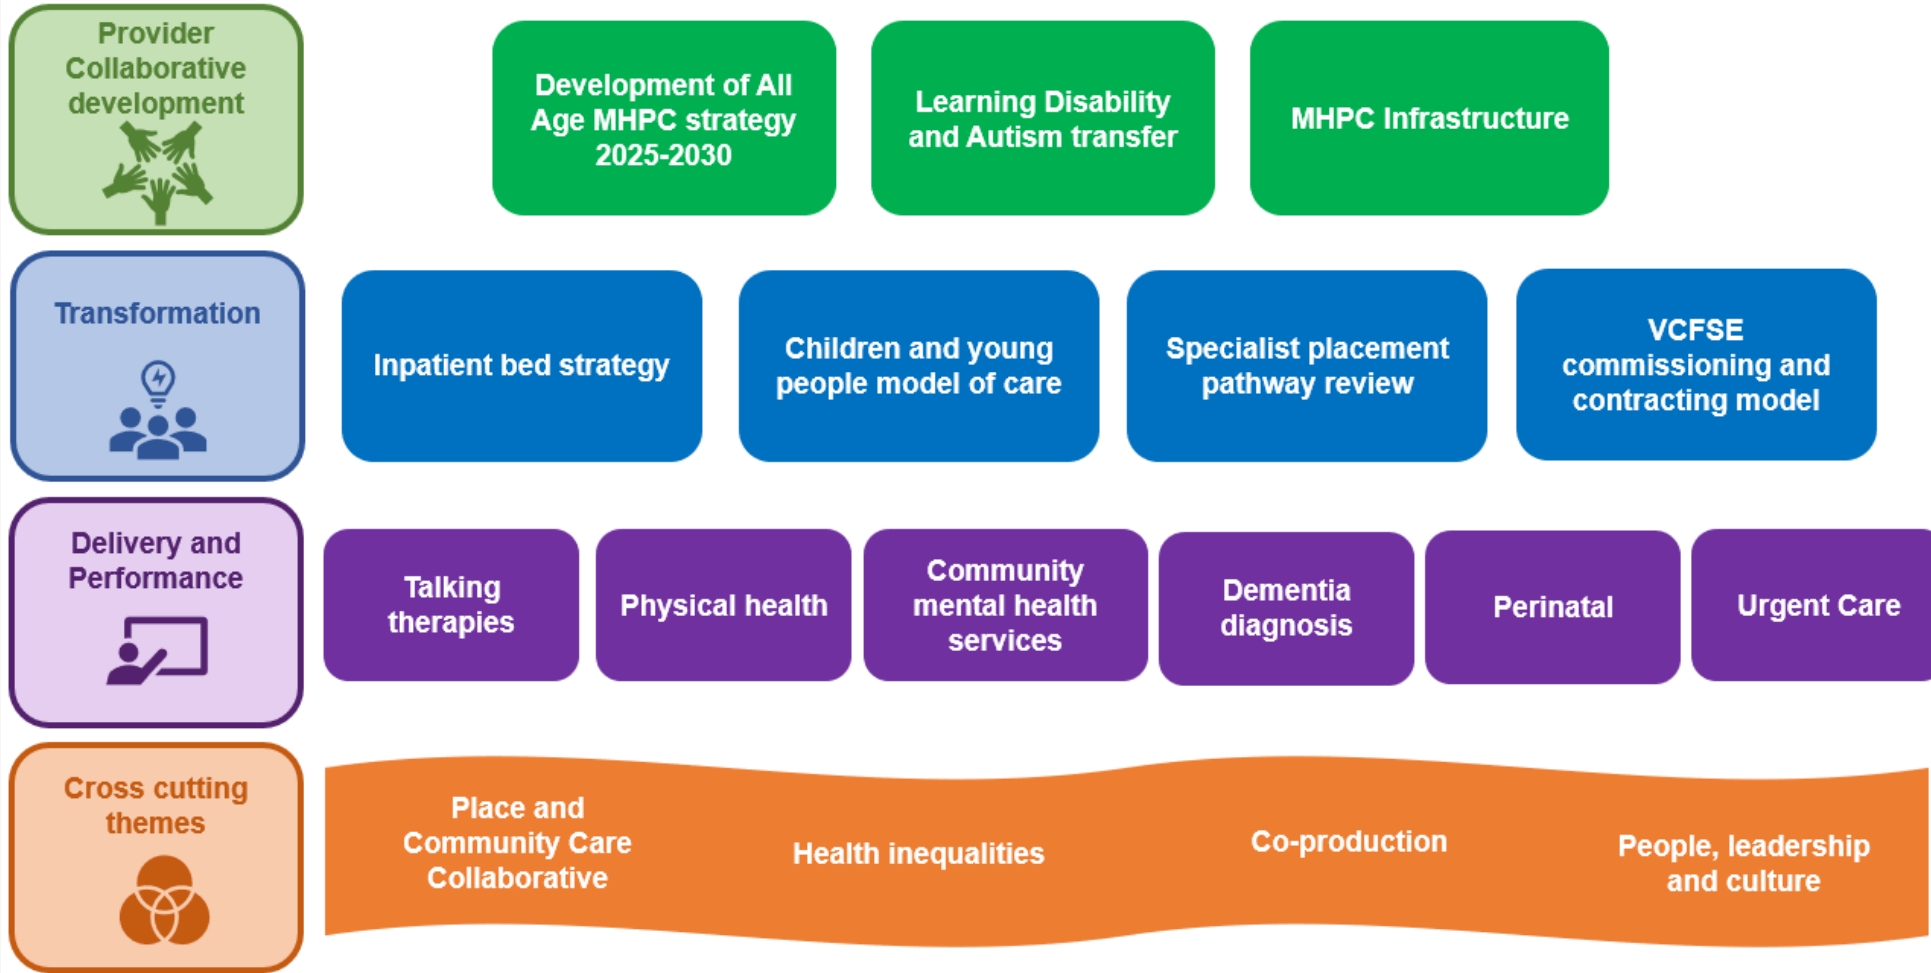 Provider
Collaborative
development
Development of All
Age MHPC strategy
2025-2030
Learning Disability
and Autism transfer
MHPC Infrastructure
Transformation
Inpatient bed strategy
Children and young
people model of care
Specialist placement
pathway review
VCFSE
commissioning and
contracting model
Delivery and
Performance
Talking
therapies
Physical health
Community
mental health
services
Dementia
diagnosis
Perinatal
Urgent Care
Cross cutting
themes
Place and
Community Care
Collaborative
Health inequalities
Co-production
People, leadership
and culture